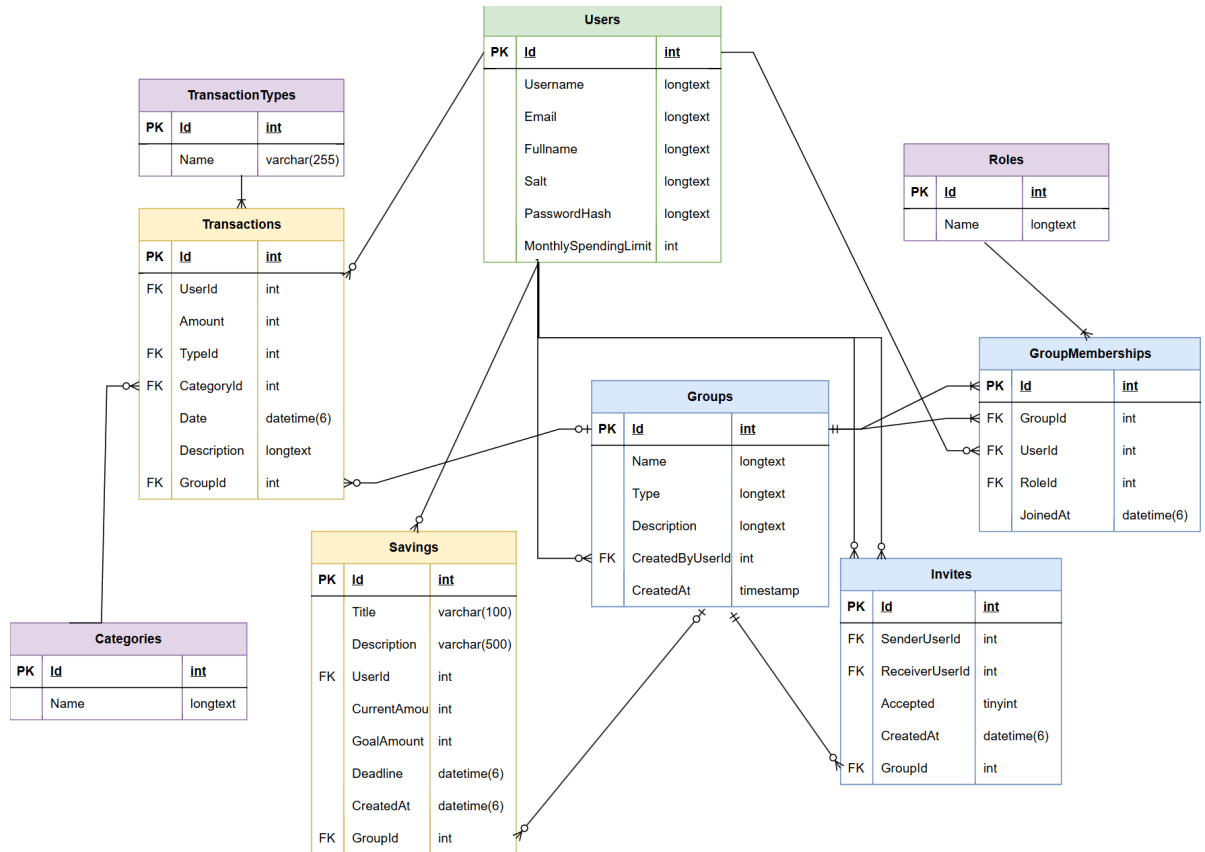 Users
PK Id int
Username longtext
Email longtext
Fullname longtext
Salt longtext
PasswordHash longtext
MonthlySpendingLimit int
TransactionTypes
PK Id int
Name varchar(255)
Roles
PK Id int
Name longtext
Transactions
PK Id int
FK UserId int
Amount int
FK TypeId int
FK CategoryId int
Date datetime(6)
Description longtext
FK GroupId int
GroupMemberships
PK Id int
FK GroupId int
FK UserId int
FK RoleId int
JoinedAt datetime(6)
Groups
PK Id int
Name longtext
Type longtext
Description longtext
FK CreatedByUserId int
CreatedAt timestamp
Savings
PK Id int
Title varchar(100)
Description varchar(500)
FK UserId int
CurrentAmou int
GoalAmount int
Deadline datetime(6)
CreatedAt datetime(6)
FK GroupId int
Invites
PK Id int
FK SenderUserId int
FK ReceiverUserId int
Accepted tinyint
CreatedAt datetime(6)
FK GroupId int
Categories
PK Id int
Name longtext